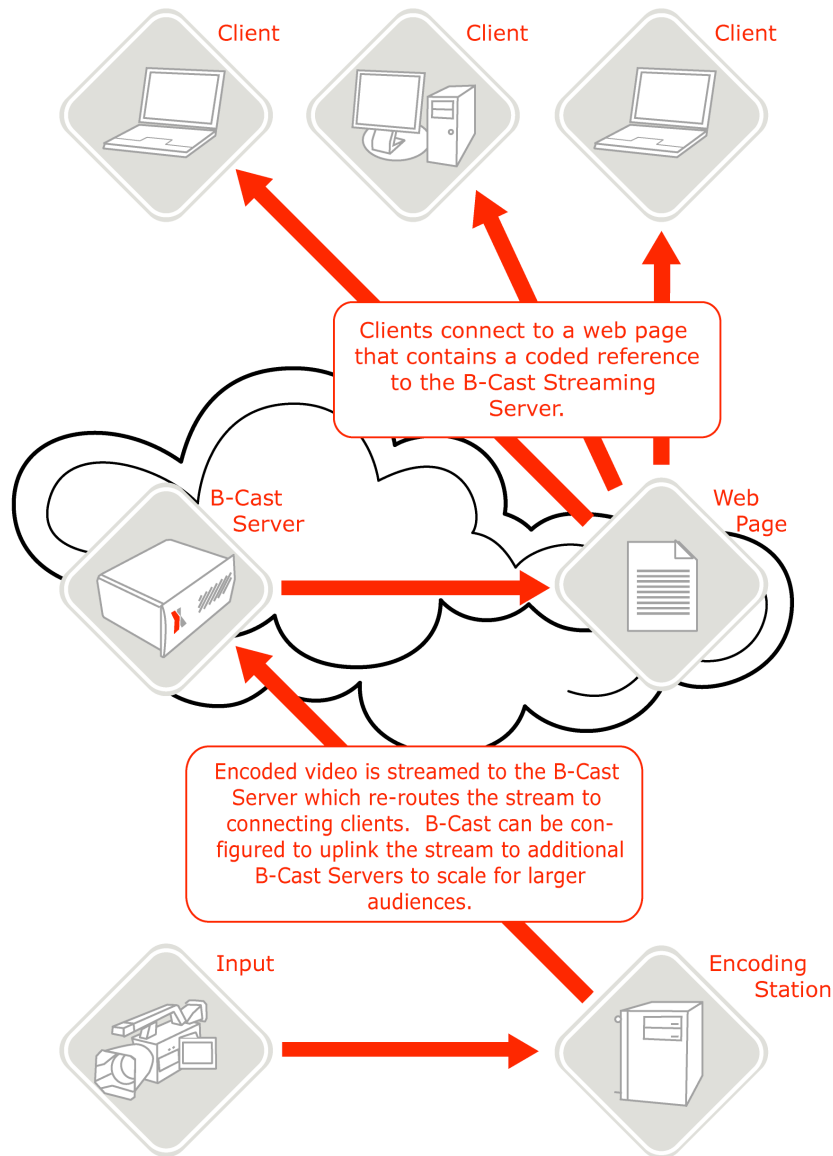 Client
Client
Client
Clients connect to a web page
that contains a coded reference
to the B-Cast Streaming
Server.
B-Cast
Server
Web
Page
Encoded video is streamed to the B-Cast
Server which re-routes the stream to
connecting clients.  B-Cast can be con-
figured to uplink the stream to additional
B-Cast Servers to scale for larger
audiences.
Input
Encoding
Station